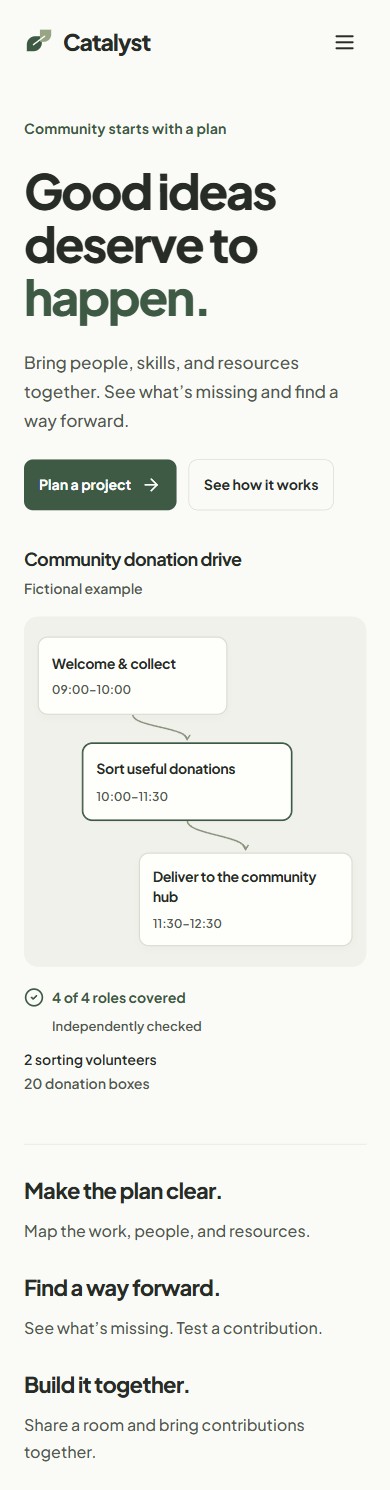 Catalyst
Community starts with a plan
Good ideas
deserve to
happen.
Bring people, skills, and resources
together. See what’s missing and find a
way forward.
Plan a project
See how it works
Community donation drive
Fictional example
Welcome & collect
09:00–10:00
Sort useful donations
10:00–11:30
Deliver to the community
hub
11:30–12:30
4 of 4 roles covered
Independently checked
2 sorting volunteers
20 donation boxes
Make the plan clear.
Map the work, people, and resources.
Find a way forward.
See what’s missing. Test a contribution.
Build it together.
Share a room and bring contributions
together.